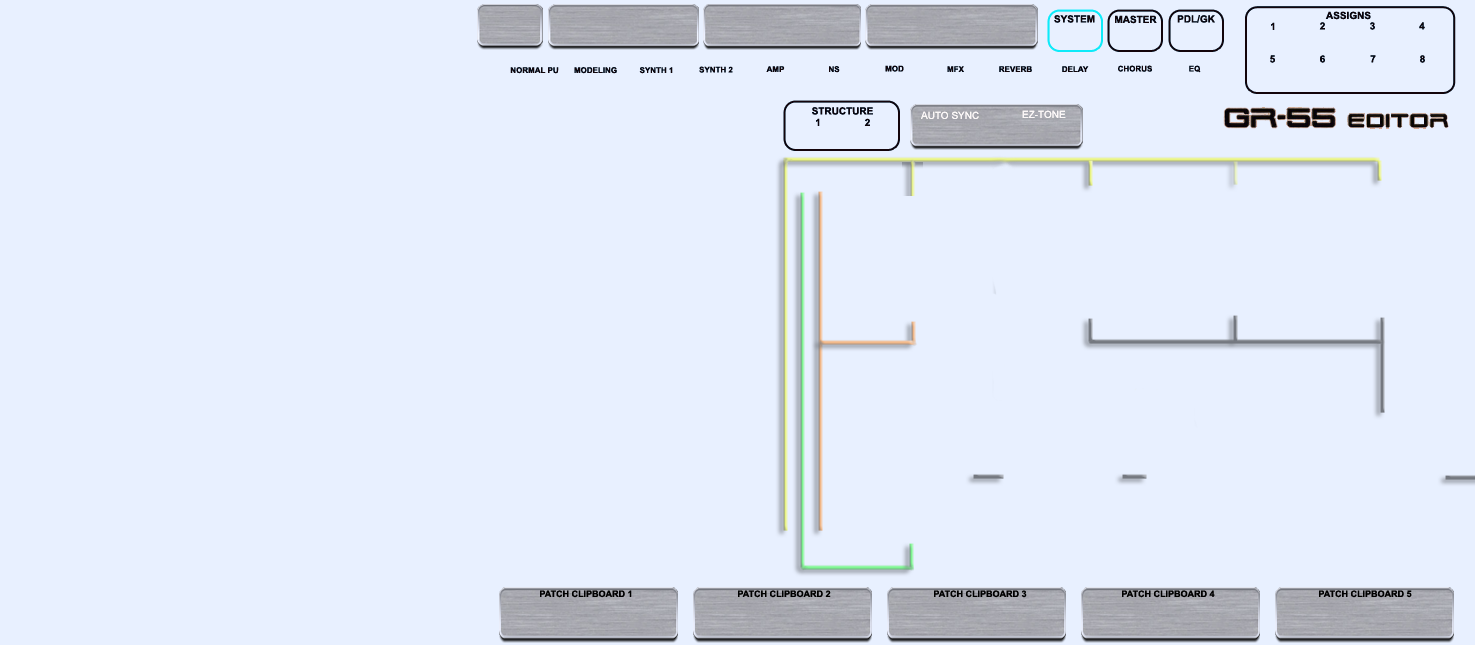 SYSTEM MASTER PDL/GK ASSIGNS
1 2 3 4
5 6 7 8
NORMAL PU MODELING SYNTH 1 SYNTH 2 AMP NS MOD MFX REVERB DELAY CHORUS EQ
STRUCTURE
1 2
AUTO SYNC EZ-TONE
GR-55 EDITOR
PATCH CLIPBOARD 1 PATCH CLIPBOARD 2 PATCH CLIPBOARD 3 PATCH CLIPBOARD 4 PATCH CLIPBOARD 5